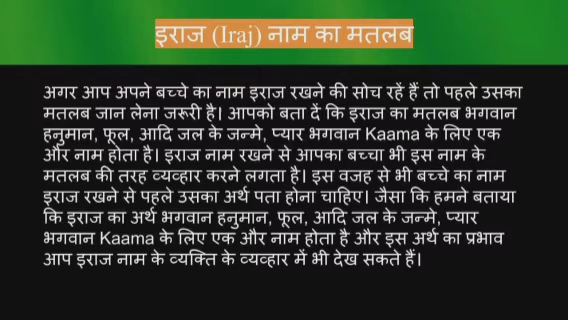 इराज (Iraj) नाम का मतलब
अगर आप अपने बच्चे का नाम इराज रखने की सोच रहें हैं तो पहले उसका
मतलब जान लेना जरूरी है। आपको बता दें कि इराज का मतलब भगवान
हनुमान, फूल, आदि जल के जन्मे, प्यार भगवान Kaama के लिए एक
और नाम होता है। इराज नाम रखने से आपका बच्चा भी इस नाम के
मतलब की तरह व्यव्हार करने लगता है। इस वजह से भी बच्चे का नाम
इराज रखने से पहले उसका अर्थ पता होना चाहिए। जैसा कि हमने बताया
कि इराज का अर्थ भगवान हनुमान, फूल, आदि जल के जन्मे, प्यार
भगवान Kaama के लिए एक और नाम होता है और इस अर्थ का प्रभाव
आप इराज नाम के व्यक्ति के व्यव्हार में भी देख सकते हैं।